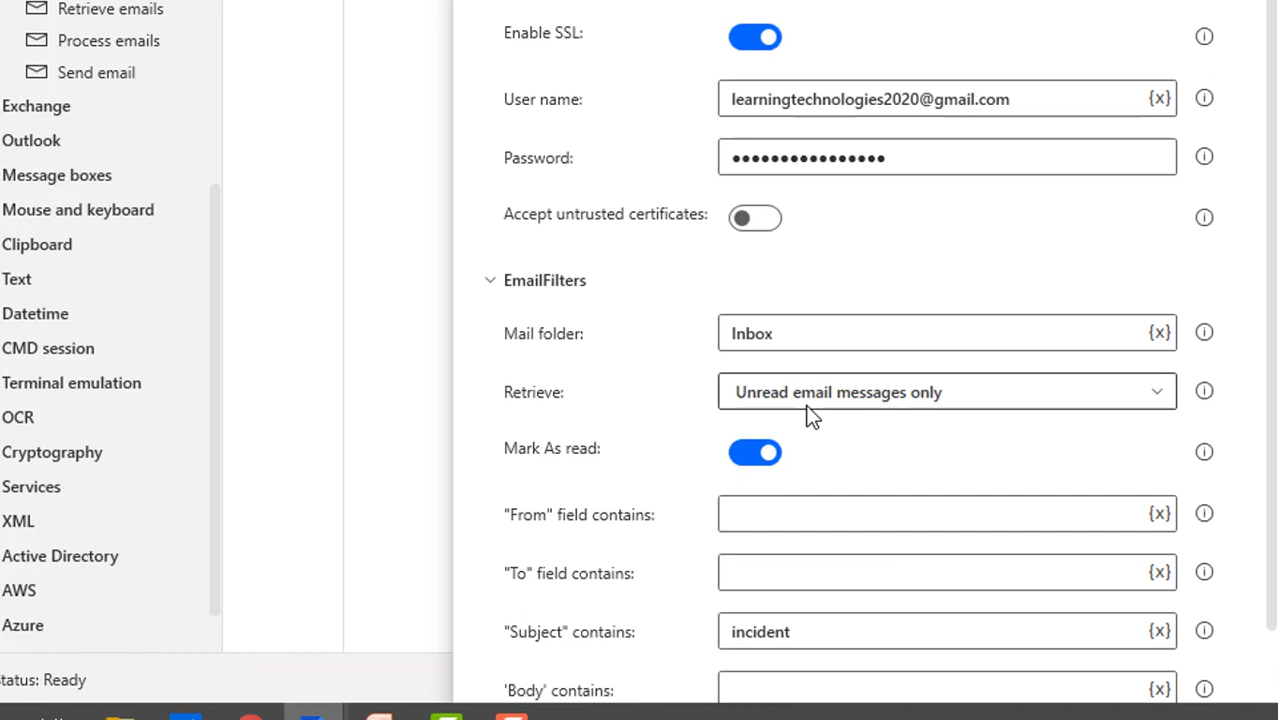 Retrieve emails
Process emails
Send email
Exchange
Outlook
Message boxes
Mouse and keyboard
Clipboard
Text
Datetime
CMD session
Terminal emulation
OCR
Cryptography
Services
XML
Active Directory
AWS
Azure
Enable SSL:
User name: learningtechnologies2020@gmail.com {x}
Password: ••••••••••••••••
Accept untrusted certificates:
EmailFilters
Mail folder: Inbox {x}
Retrieve: Unread email messages only
Mark As read:
"From" field contains: {x}
"To" field contains: {x}
"Subject" contains: incident {x}
'Body' contains: {x}
tatus: Ready